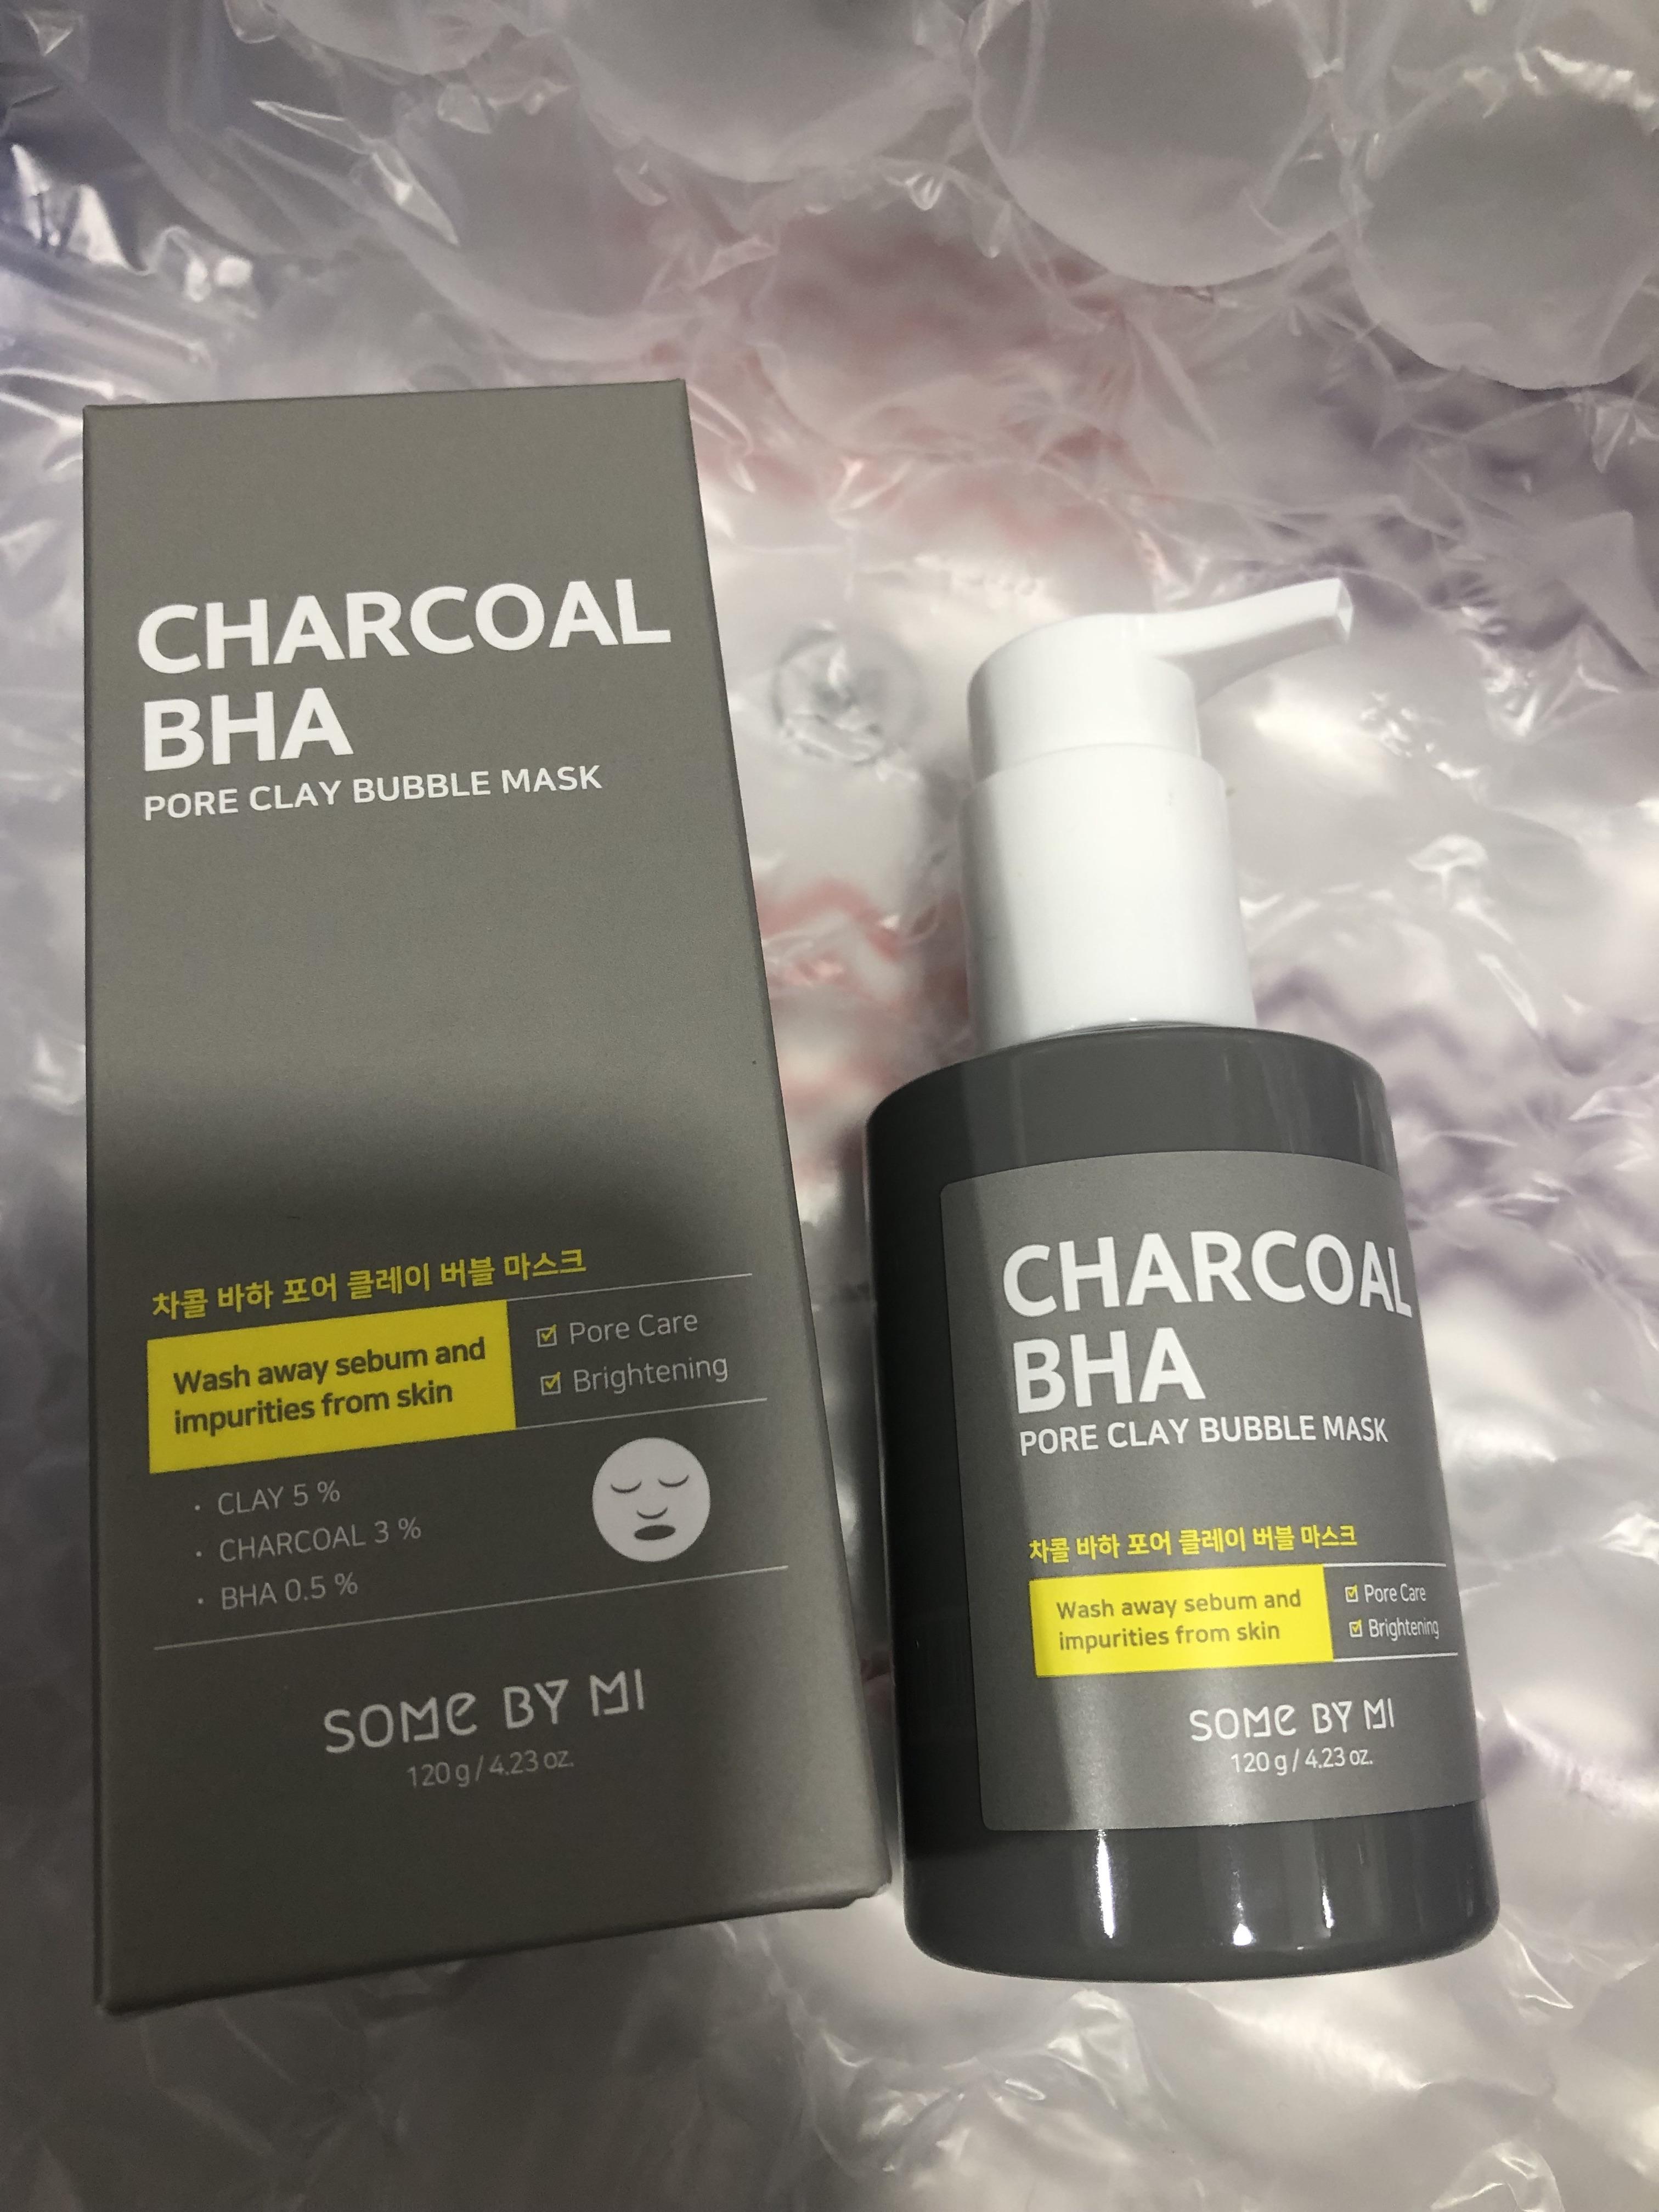 CHARCOAL
BHA
PORE CLAY BUBBLE MASK
차콜 바하 포어 클레이 버블 마스크
Wash away sebum and
impurities from skin
Pore Care
Brightening
· CLAY 5 %
· CHARCOAL 3 %
· BHA 0.5 %
SOME BY MI
120 g / 4.23 oz.
CHARCOAL
BHA
PORE CLAY BUBBLE MASK
차콜 바하 포어 클레이 버블 마스크
Wash away sebum and
impurities from skin
Pore Care
Brightening
SOME BY MI
120 g / 4.23 oz.